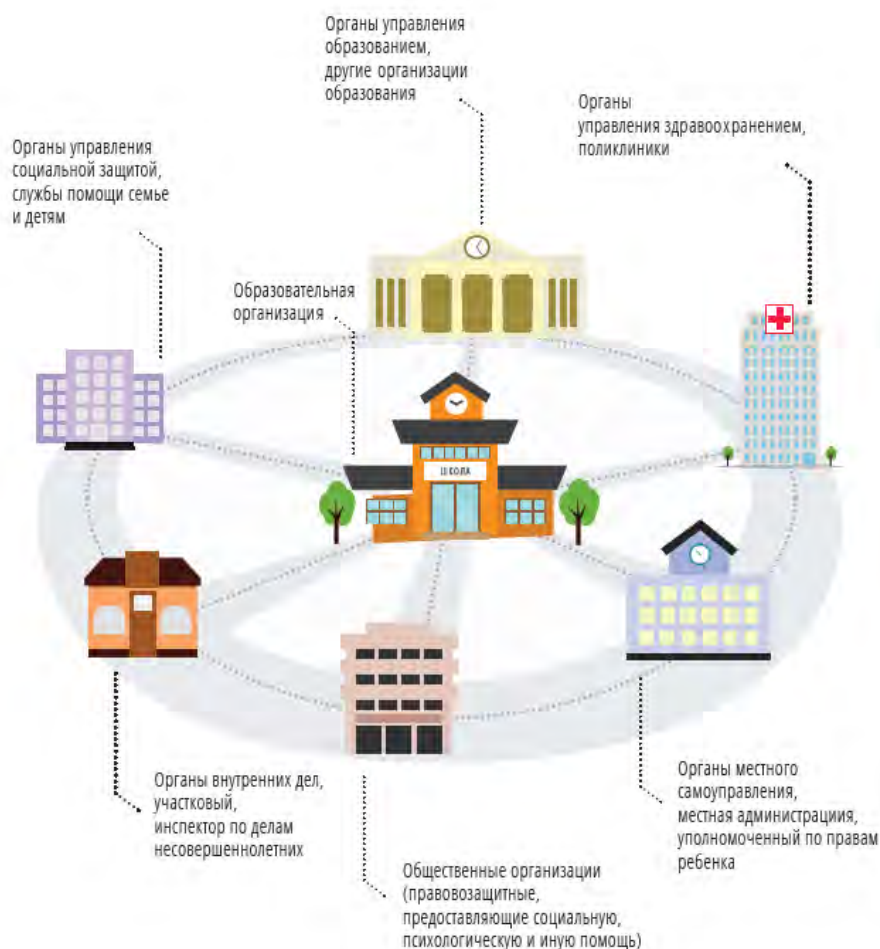 Органы управления
образованием,
другие организации
образования
Органы
управления здравоохранением,
поликлиники
Органы управления
социальной защитой,
службы помощи семье
и детям
Образовательная
организация
ШКОЛА
Органы внутренних дел,
участковый,
инспектор по делам
несовершеннолетних
Органы местного
самоуправления,
местная администрациия,
уполномоченный по правам
ребенка
Общественные организации
(правовозащитные,
предоставляющие социальную,
психологическую и иную помощь)